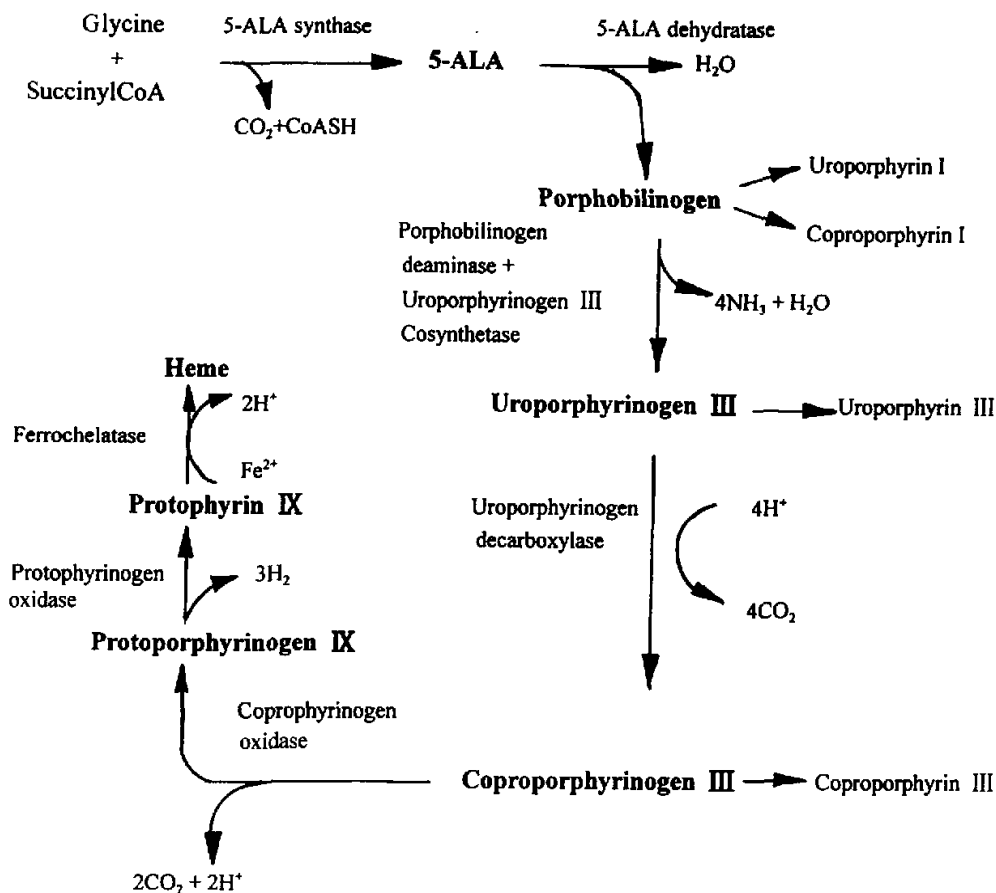 Glycine
+
SuccinylCoA
5-ALA synthase
CO₂+CoASH
5-ALA
5-ALA dehydratase
H₂O
Porphobilinogen
Uroporphyrin I
Coproporphyrin I
Porphobilinogen
deaminase +
Uroporphyrinogen III
Cosynthetase
4NH₃ + H₂O
Uroporphyrinogen III
Uroporphyrin III
Uroporphyrinogen
decarboxylase
4H⁺
4CO₂
Coproporphyrinogen III
Coproporphyrin III
Coprophyrinogen
oxidase
2CO₂ + 2H⁺
Protoporphyrinogen IX
Protophyrinogen
oxidase
3H₂
Protophyrin IX
Ferrochelatase
Fe²⁺
2H⁺
Heme